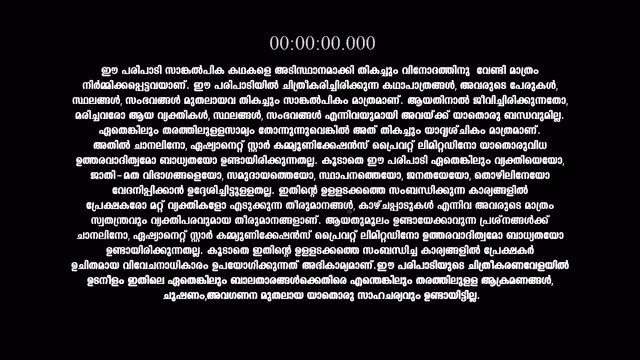 00:00:00.000
ഈ പരിപാടി സാങ്കൽപിക കഥകളെ അടിസ്ഥാനമാക്കി തികച്ചും വിനോദത്തിനു വേണ്ടി മാത്രം
നിർമ്മിക്കപ്പെട്ടവയാണ്. ഈ പരിപാടിയിൽ ചിത്രീകരിച്ചിരിക്കുന്ന കഥാപാത്രങ്ങൾ, അവരുടെ പേരുകൾ,
സ്ഥലങ്ങൾ, സംഭവങ്ങൾ മുതലായവ തികച്ചും സാങ്കൽപികം മാത്രമാണ്. ആയതിനാൽ ജീവിച്ചിരിക്കുന്നതോ,
മരിച്ചവരോ ആയ വ്യക്തികൾ, സ്ഥലങ്ങൾ, സംഭവങ്ങൾ എന്നിവയുമായി അവയ്ക്ക് യാതൊരു ബന്ധവുമില്ല.
ഏതെങ്കിലും തരത്തിലുളളസാമ്യം തോന്നുന്നുവെങ്കിൽ അത് തികച്ചും യാദൃശ്ചികം മാത്രമാണ്.
അതിൽ ചാനലിനോ, ഏഷ്യാനെറ്റ് സ്റ്റാർ കമ്മ്യൂണിക്കേഷൻസ് പ്രൈവറ്റ് ലിമിറ്റഡിനോ യാതൊരുവിധ
ഉത്തരവാദിത്വമോ ബാധ്യതയോ ഉണ്ടായിരിക്കുന്നതല്ല. കൂടാതെ ഈ പരിപാടി ഏതെങ്കിലും വ്യക്തിയെയോ,
ജാതി-മത വിഭാഗങ്ങളെയോ, സമുദായത്തെയോ, സ്ഥാപനത്തെയോ, ജനതയേയോ, തൊഴിലിനേയോ
വേദനിപ്പിക്കാൻ ഉദ്ദേശിച്ചിട്ടുളളതല്ല. ഇതിന്റെ ഉളളടക്കത്തെ സംബന്ധിക്കുന്ന കാര്യങ്ങളിൽ
പ്രേക്ഷകരോ മറ്റ് വ്യക്തികളോ എടുക്കുന്ന തീരുമാനങ്ങൾ, കാഴ്ചപ്പാടുകൾ എന്നിവ അവരുടെ മാത്രം
സ്വതന്ത്രവും വ്യക്തിപരവുമായ തീരുമാനങ്ങളാണ്. ആയതുമൂലം ഉണ്ടായേക്കാവുന്ന പ്രശ്നങ്ങൾക്ക്
ചാനലിനോ, ഏഷ്യാനെറ്റ് സ്റ്റാർ കമ്മ്യൂണിക്കേഷൻസ് പ്രൈവറ്റ് ലിമിറ്റഡിനോ ഉത്തരവാദിത്വമോ ബാധ്യതയോ
ഉണ്ടായിരിക്കുന്നതല്ല. കൂടാതെ ഇതിന്റെ ഉളളടക്കത്തെ സംബന്ധിച്ച കാര്യങ്ങളിൽ പ്രേക്ഷകർ
ഉചിതമായ വിവേചനാധികാരം ഉപയോഗിക്കുന്നത് അഭികാമ്യമാണ്.ഈ പരിപാടിയുടെ ചിത്രീകരണവേളയിൽ
ഉടനീളം ഇതിലെ ഏതെങ്കിലും ബാലതാരങ്ങൾക്കെതിരെ എന്തെങ്കിലും തരത്തിലുളള ആക്രമണങ്ങൾ,
ചൂഷണം,അവഗണന മുതലായ യാതൊരു സാഹചര്യവും ഉണ്ടായിട്ടില്ല.